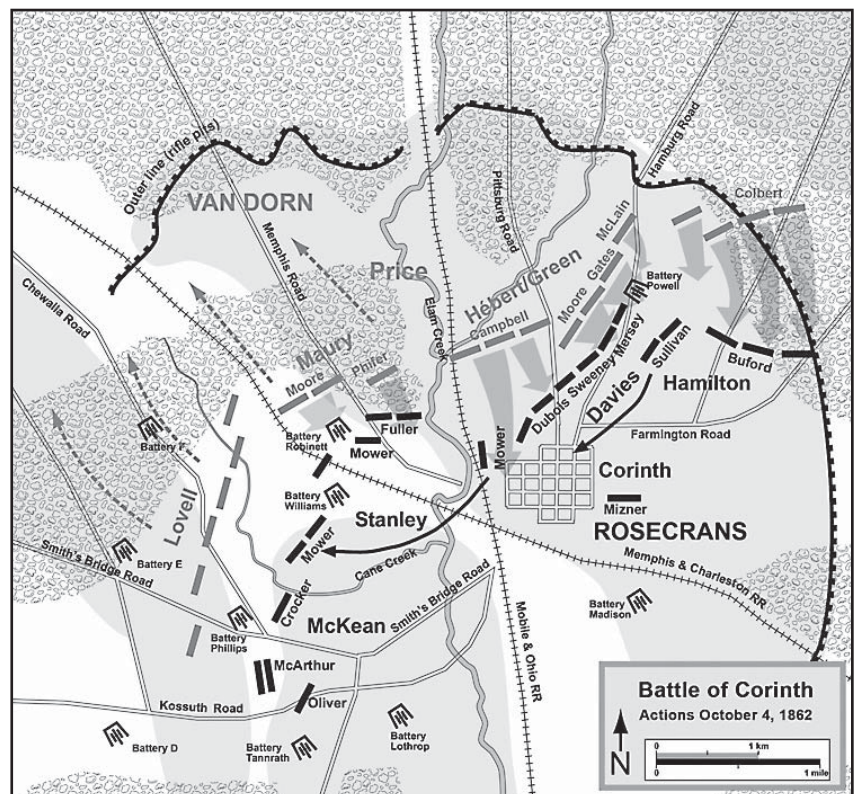 Outer line (rifle pits)
VAN DORN
Memphis Road
Price
Elam Creek
Pittsburg Road
Hamburg Road
McLain
Colbert
Chewalla Road
Hébert/Green
Gates
Moore
Campbell
Battery
Powell
Maury
Moore
Phifer
Dubois
Sweeney
Mersey
Davies
Sullivan
Buford
Hamilton
Farmington Road
Battery F
Lovell
Battery
Robinett
Fuller
Mower
Mower
Corinth
Mizner
ROSECRANS
Battery
Williams
Stanley
Mower
Memphis & Charleston RR
Smith's Bridge Road
Battery E
Cane Creek
Crocker
McKean
Smith's Bridge Road
Battery
Phillips
Battery
Madison
Mobile & Ohio RR
McArthur
Kossuth Road
Oliver
Battery D
Battery
Tannrath
Battery
Lothrop
Battle of Corinth
Actions October 4, 1862
N
0
1 km
0
1 mile